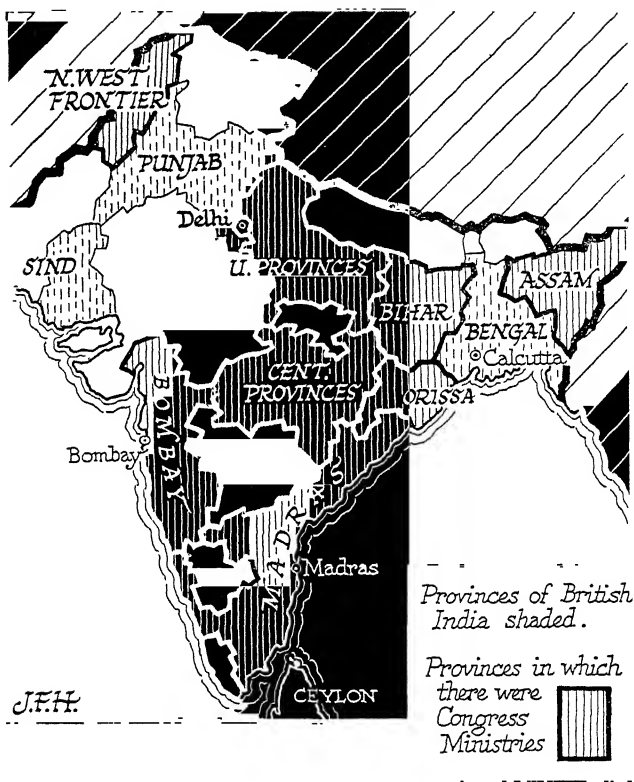 N.WEST
FRONTIER
PUNJAB
Delhi
SIND
U. PROVINCES
BIHAR
ASSAM
BENGAL
Calcutta
CENT.
PROVINCES
ORISSA
BOMBAY
Bombay
MADRAS
Madras
Provinces of British
India shaded.
Provinces in which
there were
Congress
Ministries
J.F.H.
CEYLON